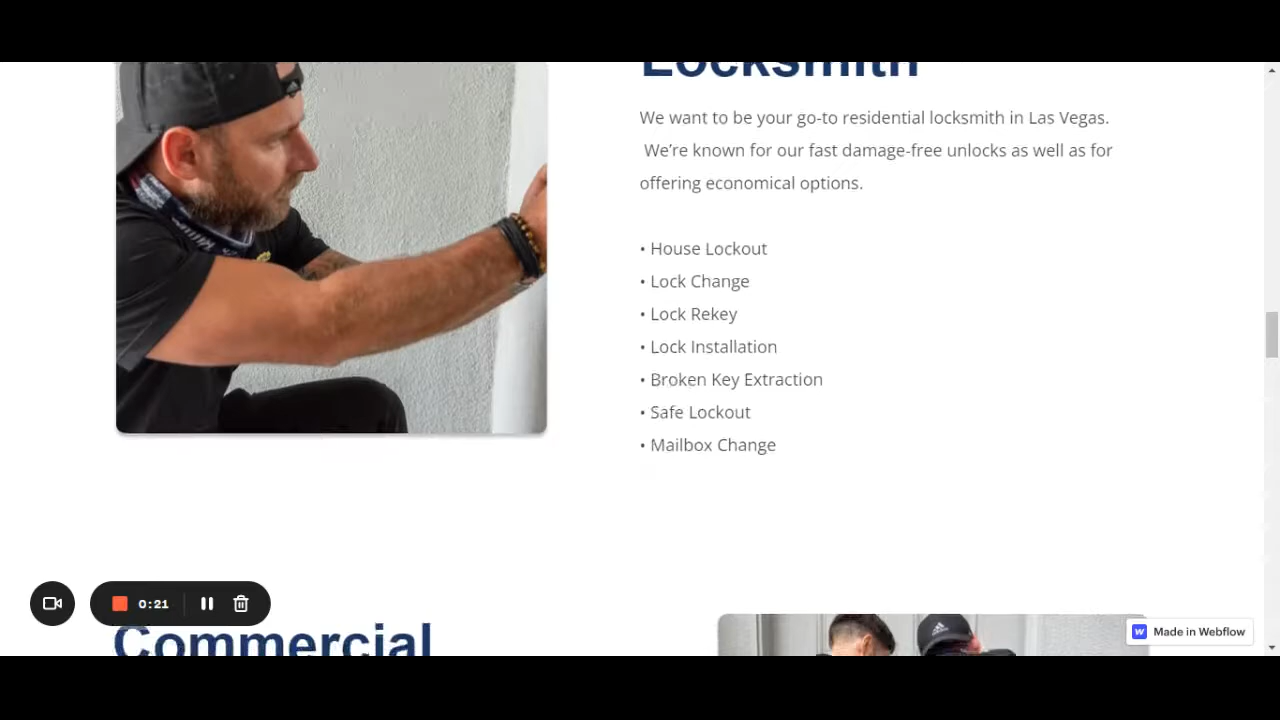 Locksmith
We want to be your go-to residential locksmith in Las Vegas.
We’re known for our fast damage-free unlocks as well as for
offering economical options.
• House Lockout
• Lock Change
• Lock Rekey
• Lock Installation
• Broken Key Extraction
• Safe Lockout
• Mailbox Change
0:21
Commercial
Made in Webflow